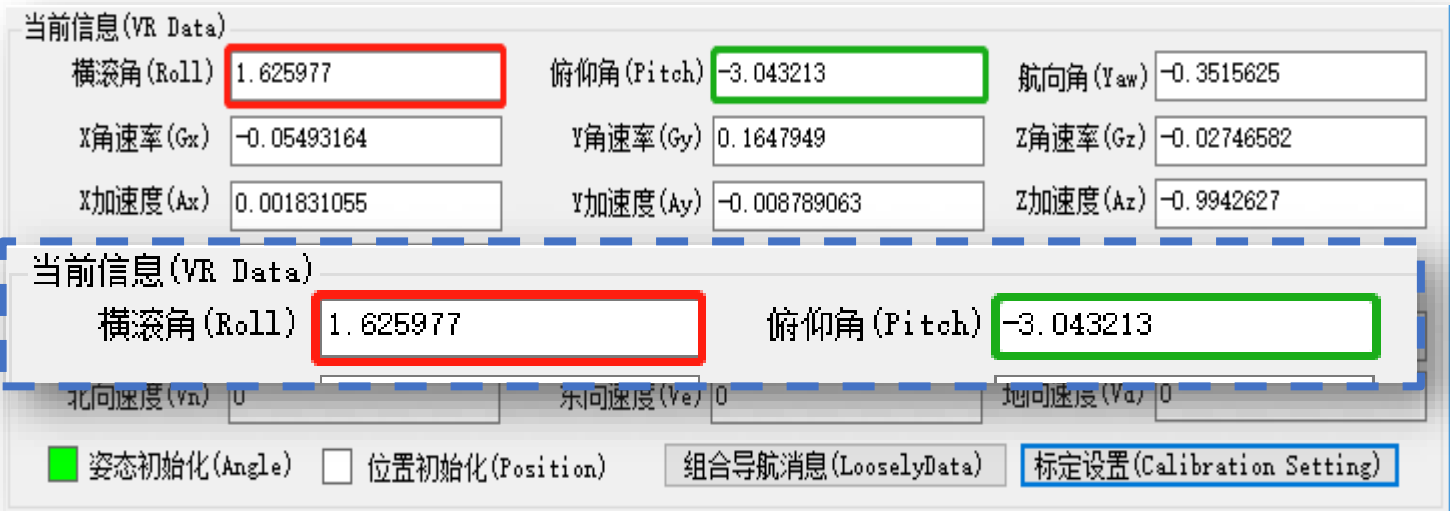 当前信息(VR Data)
横滚角(Roll) 1.625977 俯仰角(Pitch) -3.043213 航向角(Yaw) -0.3515625
X角速率(Gx) -0.05493164 Y角速率(Gy) 0.1647949 Z角速率(Gz) -0.02746582
X加速度(Ax) 0.001831055 Y加速度(Ay) -0.008789063 Z加速度(Az) -0.9942627
当前信息(VR Data)
横滚角(Roll) 1.625977 俯仰角(Pitch) -3.043213
北向速度(Vn) 0 东向速度(Ve) 0 地向速度(Vd) 0
姿态初始化(Angle) 位置初始化(Position) 组合导航消息(LooselyData) 标定设置(Calibration Setting)